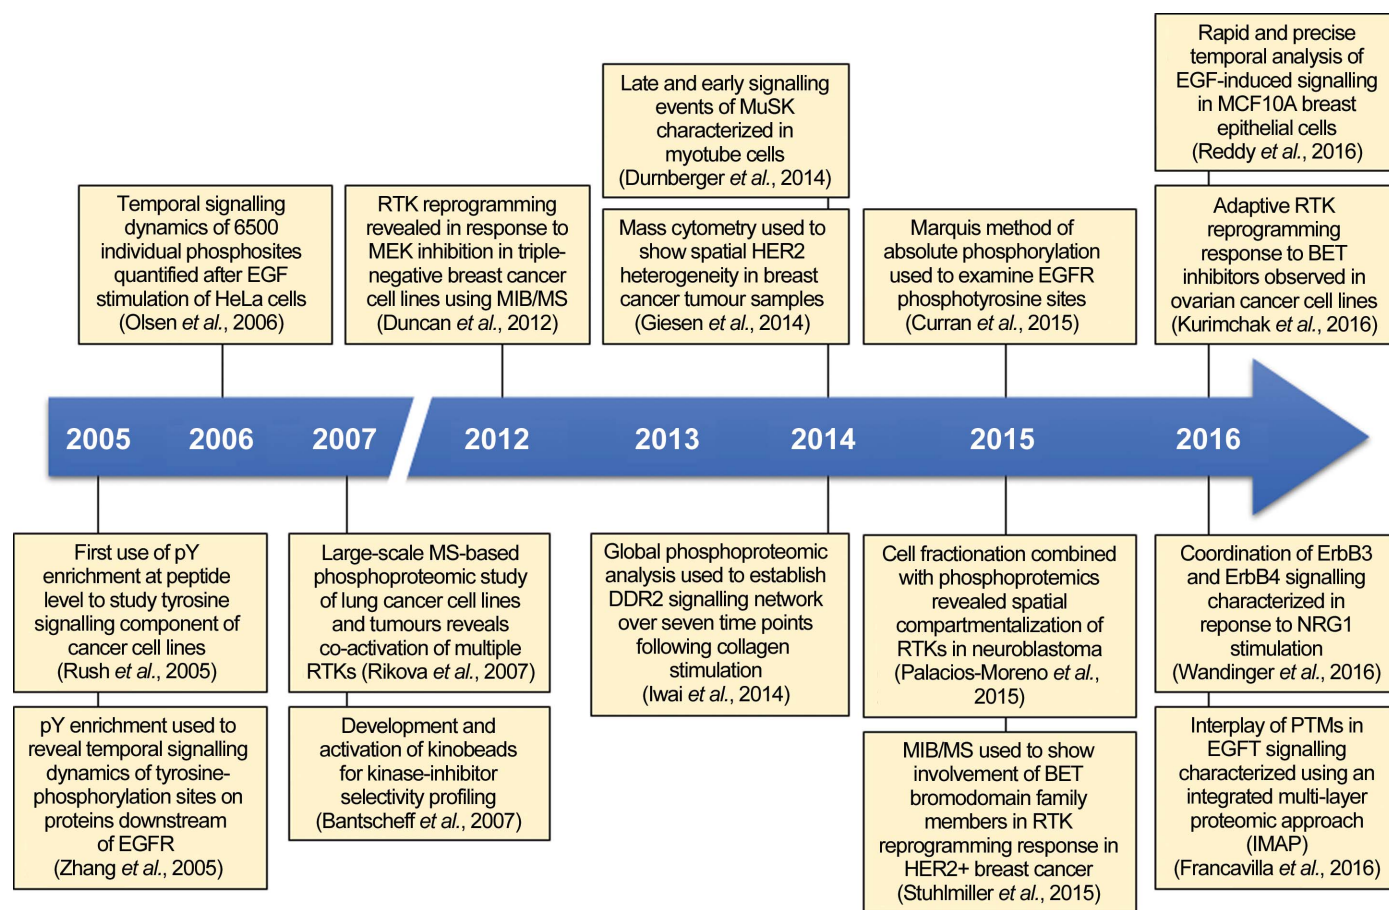 Rapid and precise
temporal analysis of
EGF-induced signalling
in MCF10A breast
epithelial cells
(Reddy et al., 2016)
Late and early signalling
events of MuSK
characterized in
myotube cells
(Durnberger et al., 2014)
Temporal signalling
dynamics of 6500
individual phosphosites
quantified after EGF
stimulation of HeLa cells
(Olsen et al., 2006)
RTK reprogramming
revealed in response to
MEK inhibition in triple-
negative breast cancer
cell lines using MIB/MS
(Duncan et al., 2012)
Mass cytometry used to
show spatial HER2
heterogeneity in breast
cancer tumour samples
(Giesen et al., 2014)
Marquis method of
absolute phosphorylation
used to examine EGFR
phosphotyrosine sites
(Curran et al., 2015)
Adaptive RTK
reprogramming
response to BET
inhibitors observed in
ovarian cancer cell lines
(Kurimchak et al., 2016)
2005 2006 2007 2012 2013 2014 2015 2016
First use of pY
enrichment at peptide
level to study tyrosine
signalling component of
cancer cell lines
(Rush et al., 2005)
Large-scale MS-based
phosphoproteomic study
of lung cancer cell lines
and tumours reveals
co-activation of multiple
RTKs (Rikova et al., 2007)
Global phosphoproteomic
analysis used to establish
DDR2 signalling network
over seven time points
following collagen
stimulation
(Iwai et al., 2014)
Cell fractionation combined
with phosphoprotemics
revealed spatial
compartmentalization of
RTKs in neuroblastoma
(Palacios-Moreno et al.,
2015)
Coordination of ErbB3
and ErbB4 signalling
characterized in
reponse to NRG1
stimulation
(Wandinger et al., 2016)
pY enrichment used to
reveal temporal signalling
dynamics of tyrosine-
phosphorylation sites on
proteins downstream
of EGFR
(Zhang et al., 2005)
Development and
activation of kinobeads
for kinase-inhibitor
selectivity profiling
(Bantscheff et al., 2007)
MIB/MS used to show
involvement of BET
bromodomain family
members in RTK
reprogramming response in
HER2+ breast cancer
(Stuhlmiller et al., 2015)
Interplay of PTMs in
EGFT signalling
characterized using an
integrated multi-layer
proteomic approach
(IMAP)
(Francavilla et al., 2016)